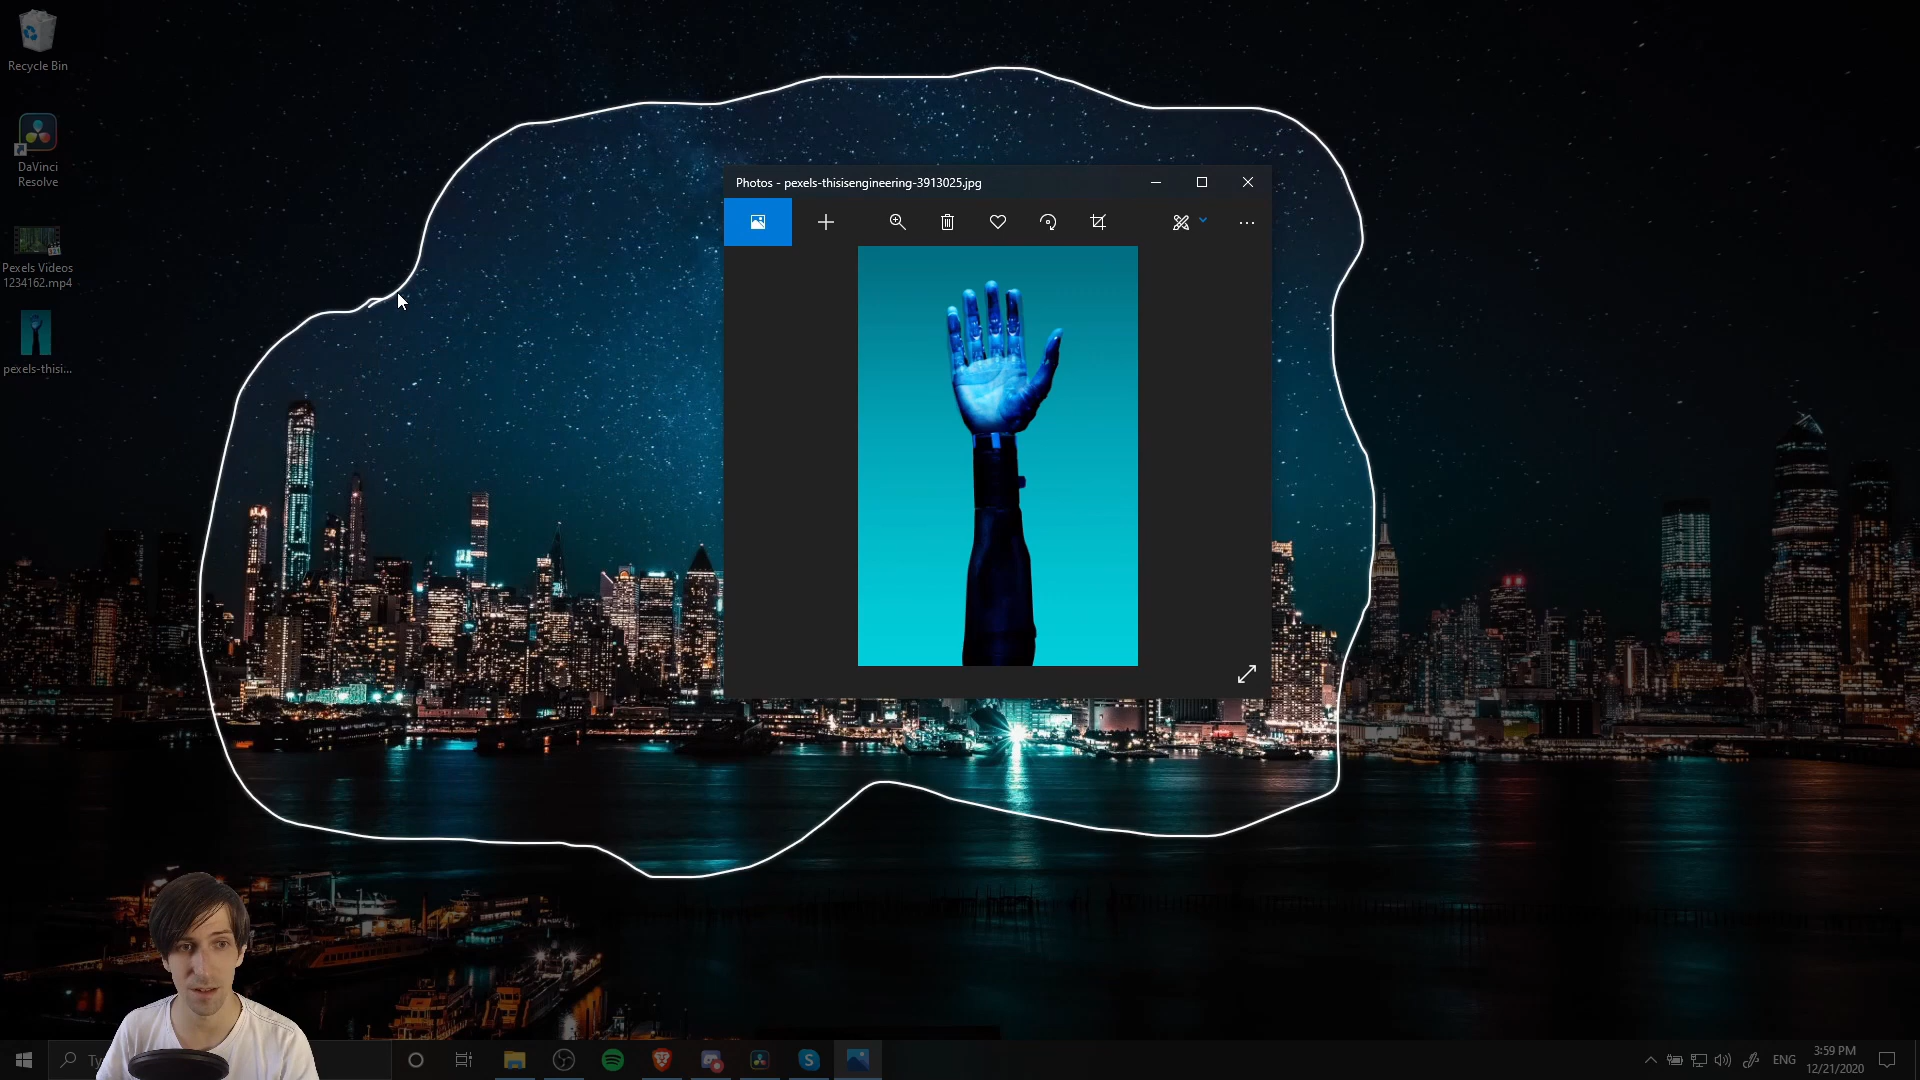 Recycle Bin
DaVinci
Resolve
Pexels Videos
1234162.mp4
pexels-thisi...
Photos - pexels-thisisengineering-3913025.jpg
Ty
ENG
3:59 PM
12/21/2020